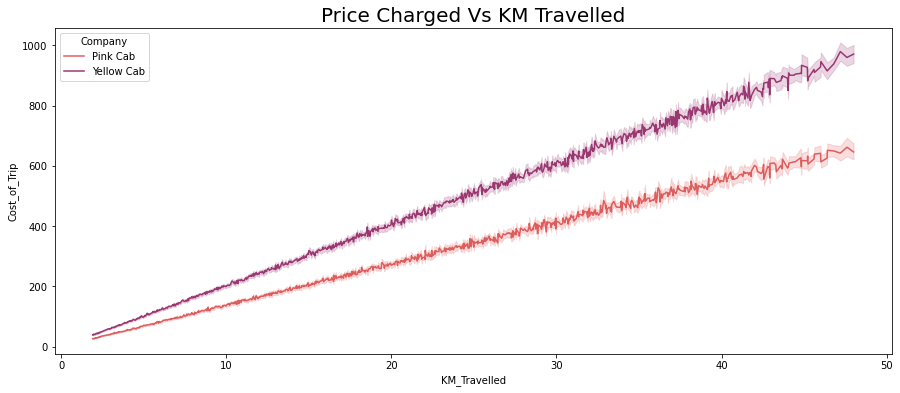 Price Charged Vs KM Travelled
Company
Pink Cab
Yellow Cab
1000
800
600
400
200
0
Cost_of_Trip
0 10 20 30 40 50
KM_Travelled